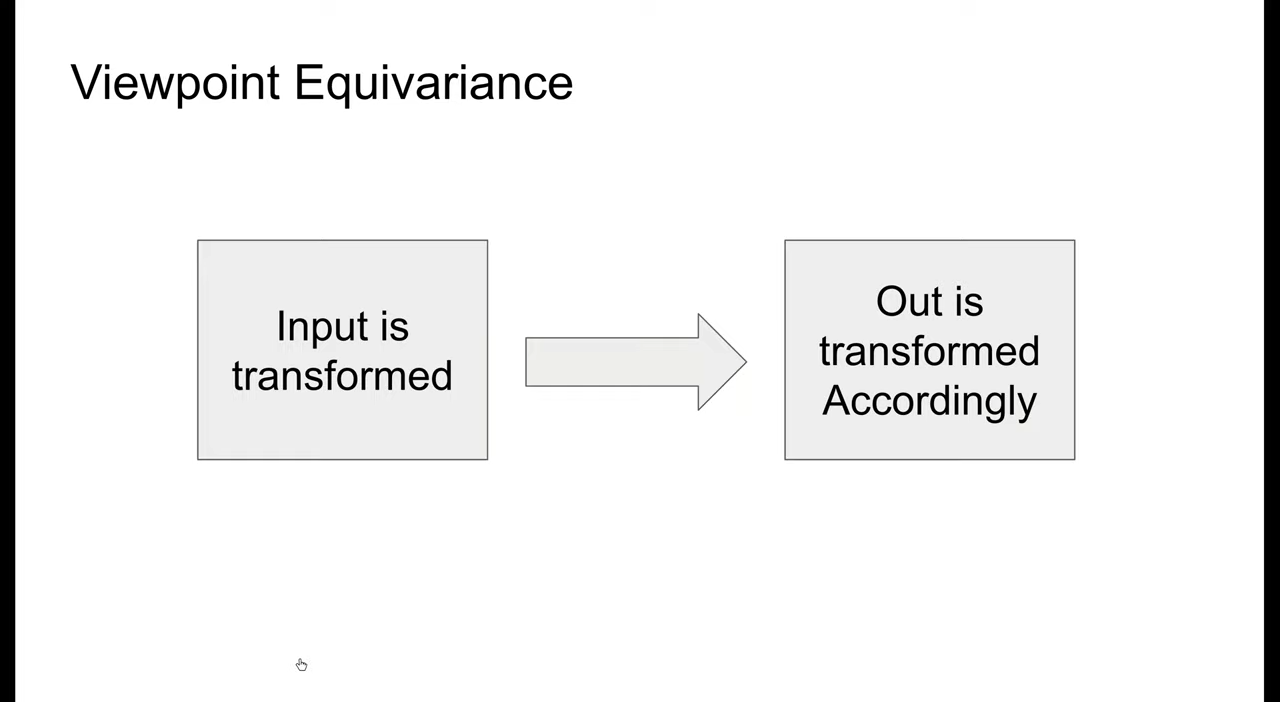 Viewpoint Equivariance
Input is
transformed
Out is
transformed
Accordingly